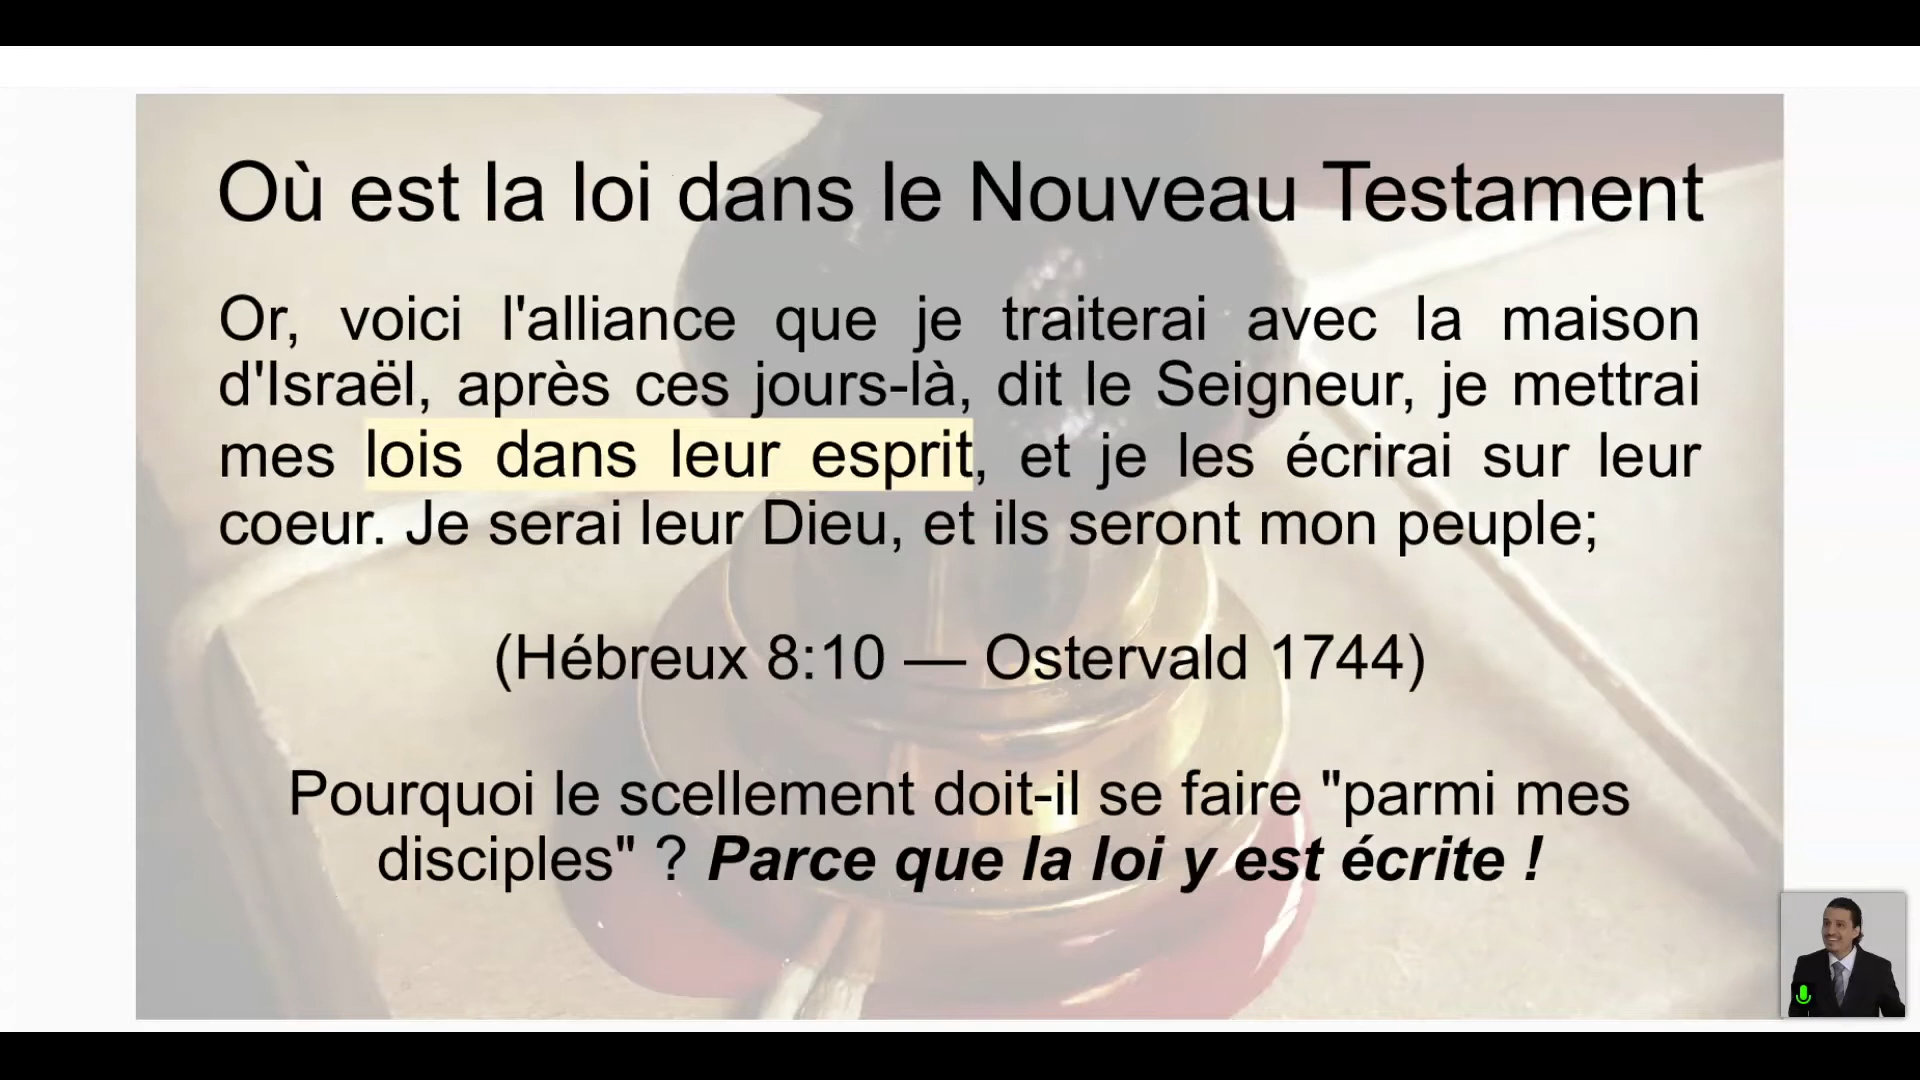 Où est la loi dans le Nouveau Testament
Or, voici l'alliance que je traiterai avec la maison
d'Israël, après ces jours-là, dit le Seigneur, je mettrai
mes lois dans leur esprit, et je les écrirai sur leur
coeur. Je serai leur Dieu, et ils seront mon peuple;
(Hébreux 8:10 — Ostervald 1744)
Pourquoi le scellement doit-il se faire "parmi mes
disciples" ? Parce que la loi y est écrite !